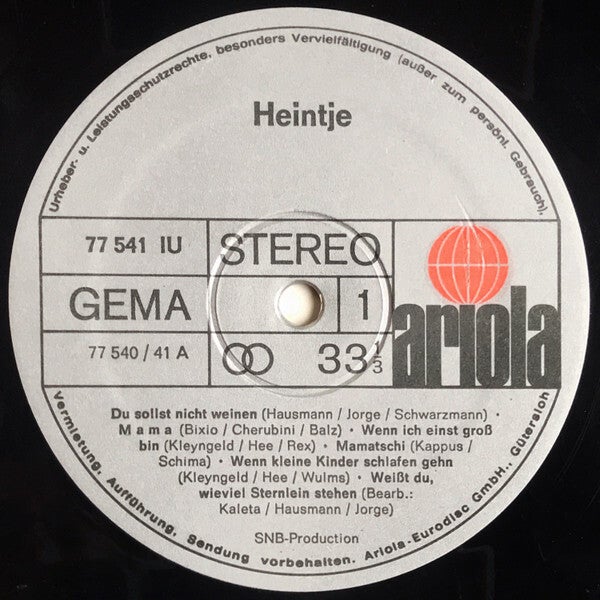 Urheber- u. Leistungsschutzrechte, besonders Vervielfältigung (außer zum persönl. Gebrauch),
Heintje
77 541 IU
STEREO
GEMA
1
ariola
77 540 / 41 A
33 1/3
Du sollst nicht weinen (Hausmann / Jorge / Schwarzmann) ·
Mama (Bixio / Cherubini / Balz) · Wenn ich einst groß
bin (Kleyngeld / Hee / Rex) · Mamatschi (Kappus /
Schima) · Wenn kleine Kinder schlafen gehn
(Kleyngeld / Hee / Wulms) · Weißt du,
wieviel Sternlein stehen (Bearb.:
Kaleta / Hausmann / Jorge)
SNB-Production
Vermietung, Aufführung, Sendung vorbehalten. Ariola-Eurodisc GmbH., Gütersloh